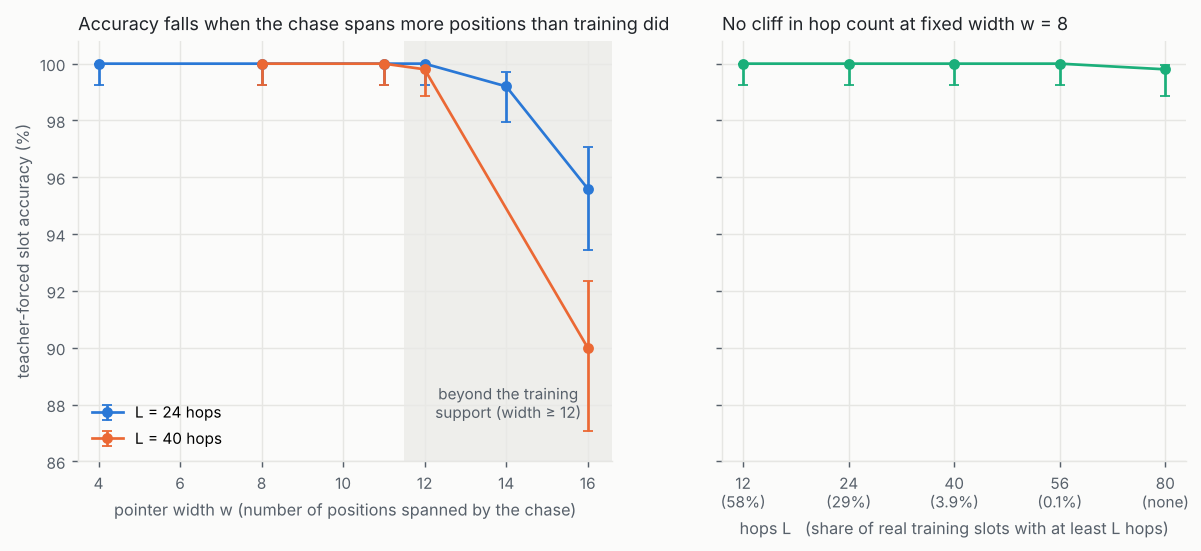 Accuracy falls when the chase spans more positions than training did
teacher-forced slot accuracy (%)
100
98
96
94
92
90
88
86
beyond the training
support (width ≥ 12)
L = 24 hops
L = 40 hops
4 6 8 10 12 14 16
pointer width w (number of positions spanned by the chase)
No cliff in hop count at fixed width w = 8
12 24 40 56 80
(58%) (29%) (3.9%) (0.1%) (none)
hops L (share of real training slots with at least L hops)